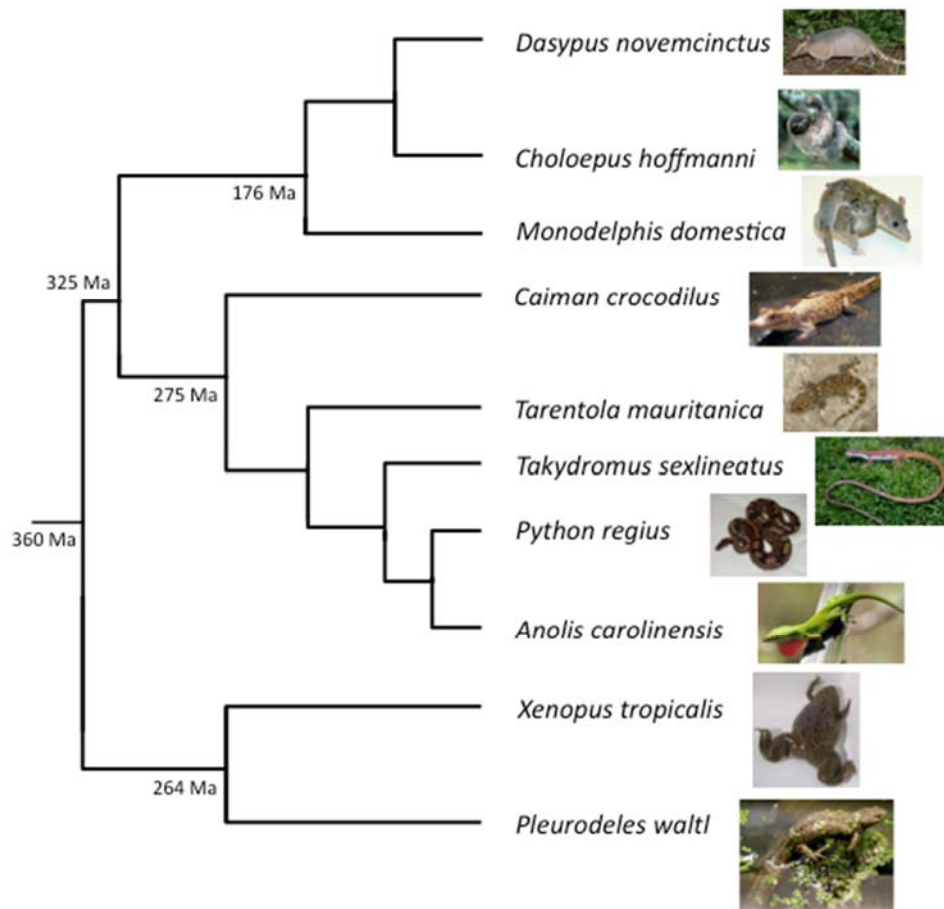 Dasypus novemcinctus
Choloepus hoffmanni
176 Ma
Monodelphis domestica
325 Ma
Caiman crocodilus
275 Ma
Tarentola mauritanica
Takydromus sexlineatus
Python regius
360 Ma
Anolis carolinensis
Xenopus tropicalis
264 Ma
Pleurodeles waltl